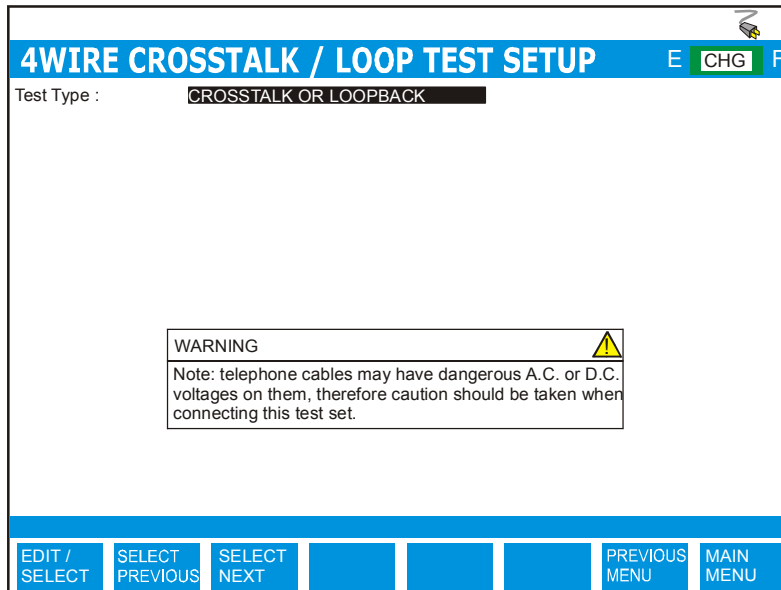 4WIRE CROSSTALK / LOOP TEST SETUP E CHG F
Test Type : CROSSTALK OR LOOPBACK
WARNING
Note: telephone cables may have dangerous A.C. or D.C.
voltages on them, therefore caution should be taken when
connecting this test set.
EDIT /
SELECT
SELECT
PREVIOUS
SELECT
NEXT
PREVIOUS
MENU
MAIN
MENU